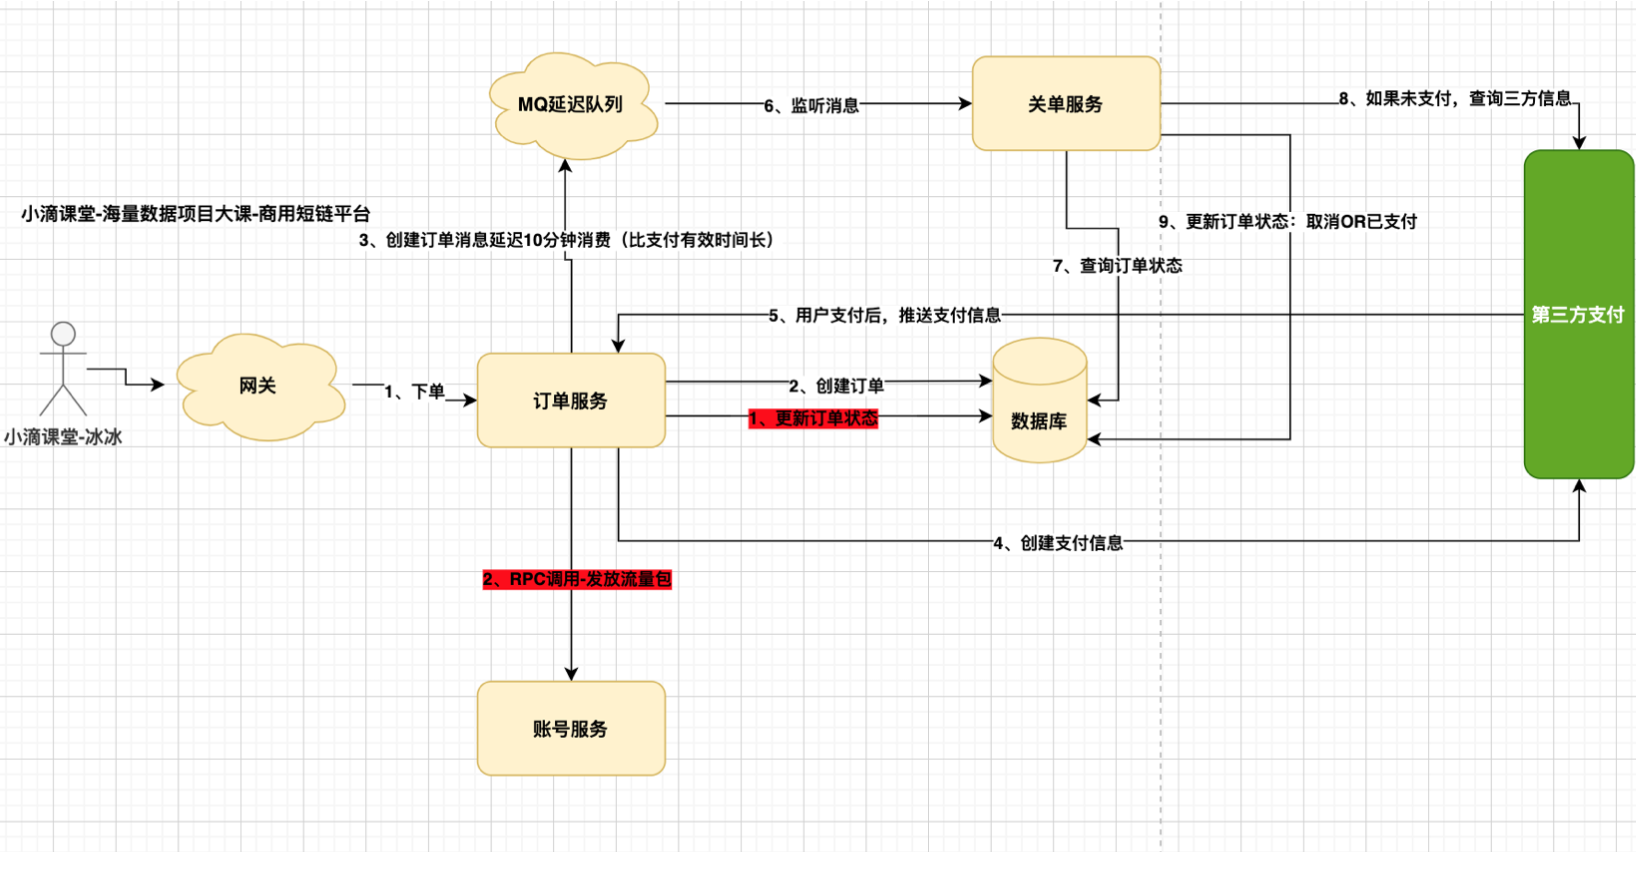 MQ延迟队列
6、监听消息
关单服务
8、如果未支付，查询三方信息
小滴课堂-海量数据项目大课-商用短链平台
3、创建订单消息延迟10分钟消费（比支付有效时间长）
9、更新订单状态：取消OR已支付
7、查询订单状态
5、用户支付后，推送支付信息
第三方支付
网关
1、下单
订单服务
2、创建订单
1、更新订单状态
数据库
小滴课堂-冰冰
4、创建支付信息
2、RPC调用-发放流量包
账号服务